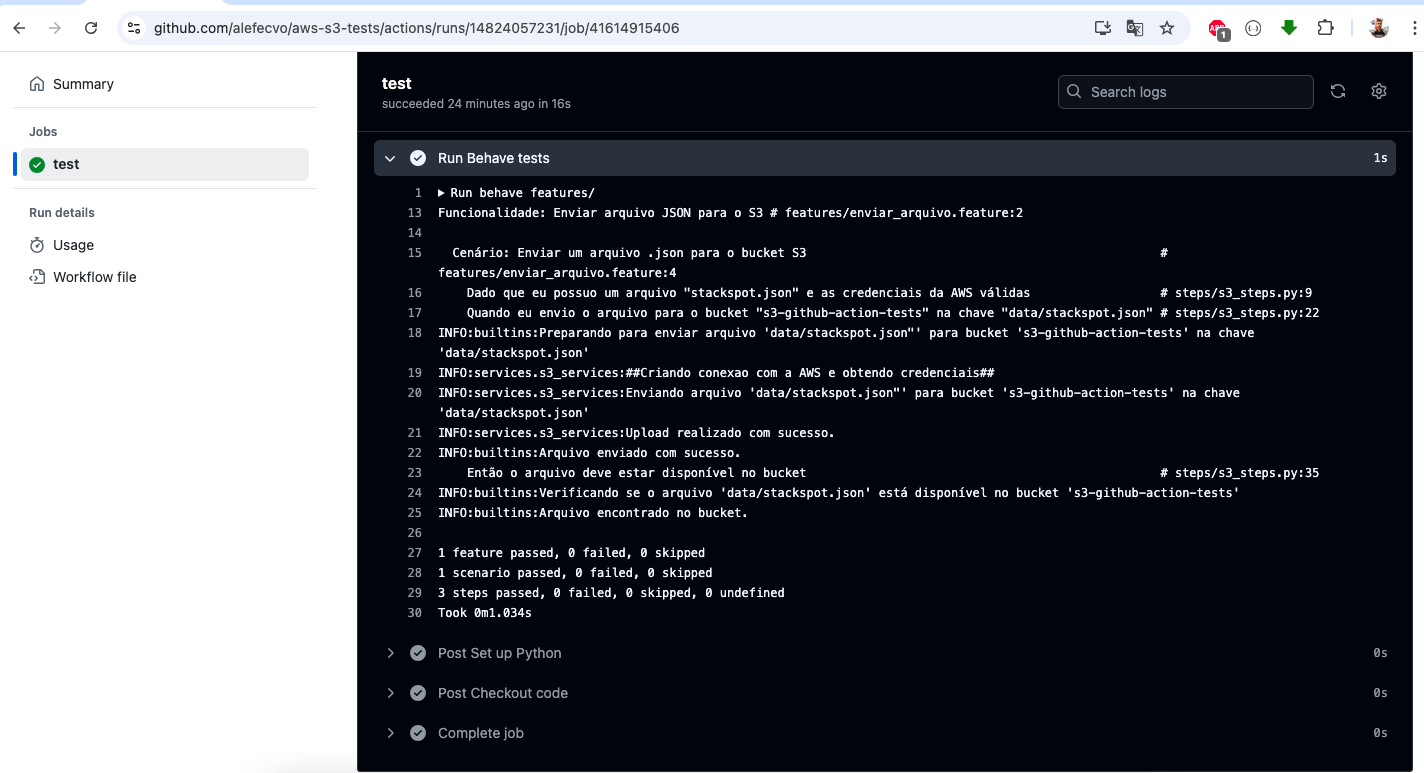 github.com/alefecvo/aws-s3-tests/actions/runs/14824057231/job/41614915406
1
Summary
Jobs
test
Run details
Usage
Workflow file
test
succeeded 24 minutes ago in 16s
Search logs
Run Behave tests 1s
1 Run behave features/
13 Funcionalidade: Enviar arquivo JSON para o S3 # features/enviar_arquivo.feature:2
14
15 Cenário: Enviar um arquivo .json para o bucket S3 #
features/enviar_arquivo.feature:4
16 Dado que eu possuo um arquivo "stackspot.json" e as credenciais da AWS válidas # steps/s3_steps.py:9
17 Quando eu envio o arquivo para o bucket "s3-github-action-tests" na chave "data/stackspot.json" # steps/s3_steps.py:22
18 INFO:builtins:Preparando para enviar arquivo 'data/stackspot.json"' para bucket 's3-github-action-tests' na chave
'data/stackspot.json'
19 INFO:services.s3_services:##Criando conexao com a AWS e obtendo credenciais##
20 INFO:services.s3_services:Enviando arquivo 'data/stackspot.json"' para bucket 's3-github-action-tests' na chave
'data/stackspot.json'
21 INFO:services.s3_services:Upload realizado com sucesso.
22 INFO:builtins:Arquivo enviado com sucesso.
23 Então o arquivo deve estar disponível no bucket # steps/s3_steps.py:35
24 INFO:builtins:Verificando se o arquivo 'data/stackspot.json' está disponível no bucket 's3-github-action-tests'
25 INFO:builtins:Arquivo encontrado no bucket.
26
27 1 feature passed, 0 failed, 0 skipped
28 1 scenario passed, 0 failed, 0 skipped
29 3 steps passed, 0 failed, 0 skipped, 0 undefined
30 Took 0m1.034s
Post Set up Python 0s
Post Checkout code 0s
Complete job 0s